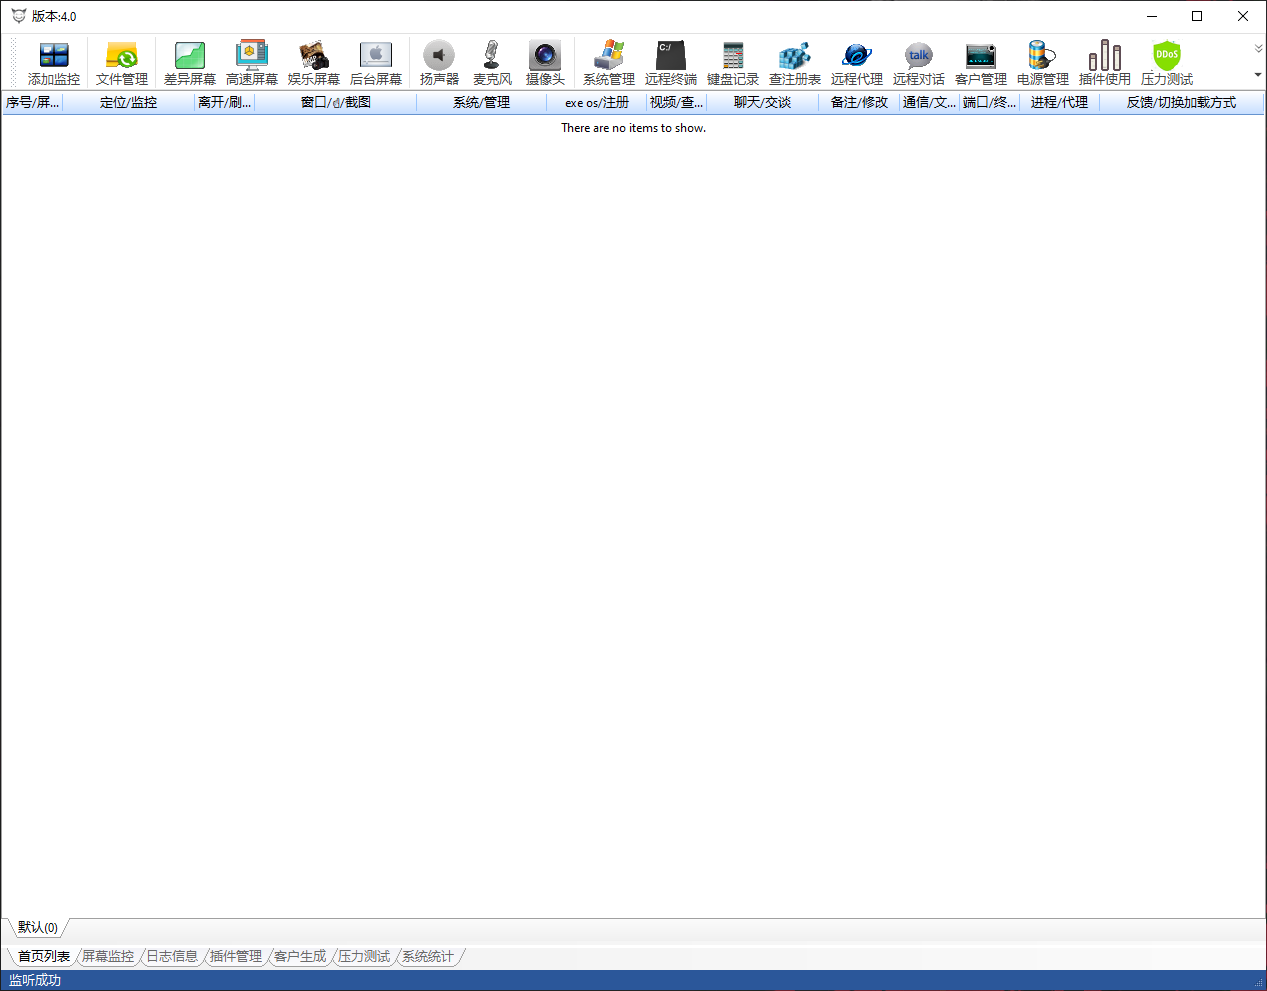 版本:4.0
添加监控 文件管理 差异屏幕 高速屏幕 娱乐屏幕 后台屏幕 扬声器 麦克风 摄像头 系统管理 C:/ 远程终端 键盘记录 查注册表 远程代理 talk 远程对话 客户管理 电源管理 插件使用 DDoS 压力测试
序号/屏... 定位/监控 离开/刷... 窗口/đ/截图 系统/管理 exe os/注册 视频/查... 聊天/交谈 备注/修改 通信/文... 端口/终... 进程/代理 反馈/切换加载方式
There are no items to show.
默认(0)
首页列表 屏幕监控 日志信息 插件管理 客户生成 压力测试 系统统计
监听成功